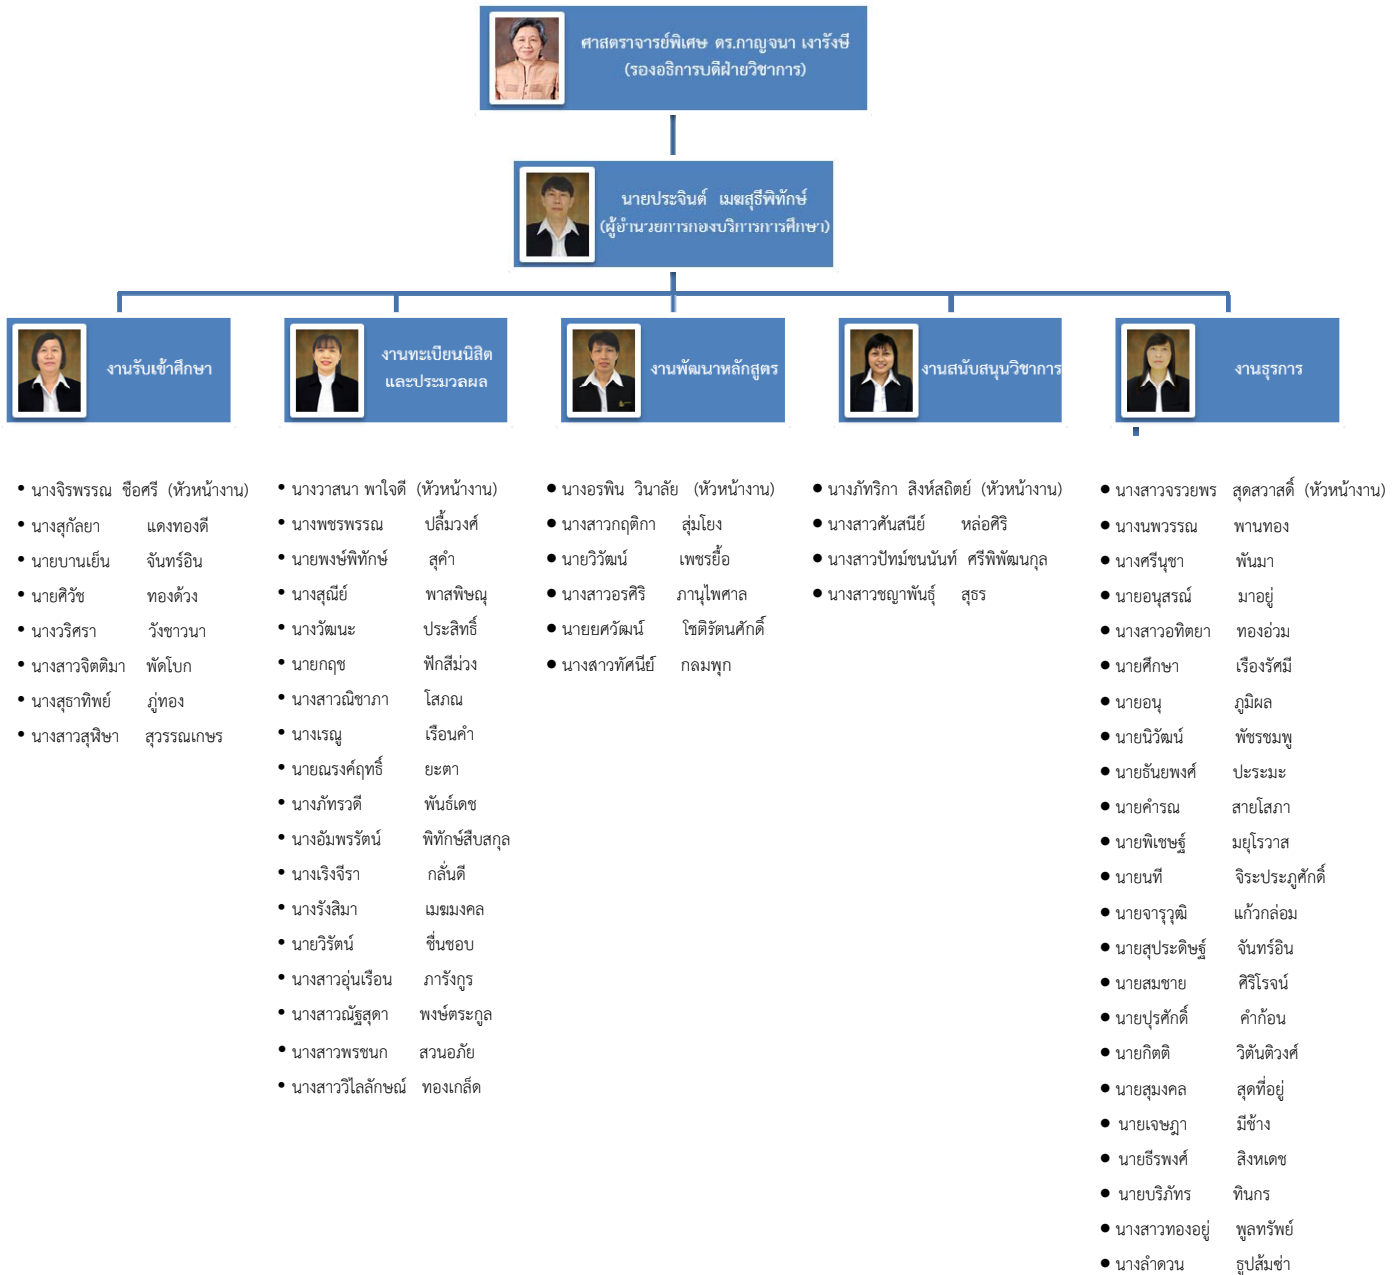 ศาสตราจารย์พิเศษ ดร.กาญจนา เงารังษี
(รองอธิการบดีฝ่ายวิชาการ)
นายประจินต์ เมฆสุธีพิทักษ์
(ผู้อำนวยการกองบริการการศึกษา)
งานรับเข้าศึกษา
งานทะเบียนนิสิต
และประมวลผล
งานพัฒนาหลักสูตร
งานสนับสนุนวิชาการ
งานธุรการ
• นางจิรพรรณ ชือศรี (หัวหน้างาน)
• นางสุกัลยา แดงทองดี
• นายบานเย็น จันทร์อิน
• นายศิวัช ทองด้วง
• นางวริศรา วังชาวนา
• นางสาวจิตติมา พัดโบก
• นางสุธาทิพย์ ภู่ทอง
• นางสาวสุพิษา สุวรรณเกษร
• นางวาสนา พาใจดี (หัวหน้างาน)
• นางพชรพรรณ ปลื้มวงศ์
• นายพงษ์พิทักษ์ สุคำ
• นางสุณีย์ พาสพิษณุ
• นางวัฒนะ ประสิทธิ์
• นายกฤช ฟักสีม่วง
• นางสาวณิชาภา โสภณ
• นางเรณู เรือนคำ
• นายณรงค์ฤทธิ์ ยะตา
• นางภัทรวดี พันธ์เดช
• นางอัมพรรัตน์ พิทักษ์สืบสกุล
• นางเริงจีรา กลั่นดี
• นางรังสิมา เมฆมงคล
• นายวิรัตน์ ชื่นชอบ
• นางสาวอุ่นเรือน ภารังกูร
• นางสาวณัฐสุดา พงษ์ตระกูล
• นางสาวพรชนก สวนอภัย
• นางสาววิไลลักษณ์ ทองเกล็ด
• นางอรพิน วินาลัย (หัวหน้างาน)
• นางสาวกฤติกา สุ่มโยง
• นายวิวัฒน์ เพชรยื้อ
• นางสาวอรศิริ ภานุไพศาล
• นายยศวัฒน์ โชติรัตนศักดิ์
• นางสาวทัศนีย์ กลมพุก
• นางภัทริกา สิงห์สถิตย์ (หัวหน้างาน)
• นางสาวศันสนีย์ หล่อศิริ
• นางสาวปัทม์ชนนันท์ ศรีพิพัฒนกุล
• นางสาวชญาพันธุ์ สุธร
• นางสาวจรวยพร สุดสวาสดิ์ (หัวหน้างาน)
• นางนพวรรณ พานทอง
• นางศรีนุชา พันมา
• นายอนุสรณ์ มาอยู่
• นางสาวอทิตยา ทองอ่วม
• นายศึกษา เรืองรัศมี
• นายอนุ ภูมิผล
• นายนิวัฒน์ พัชรชมพู
• นายธันยพงศ์ ปะระมะ
• นายคำรณ สายโสภา
• นายพิเชษฐ์ มยุโรวาส
• นายนที จิระประภูศักดิ์
• นายจารุวุฒิ แก้วกล่อม
• นายสุประดิษฐ์ จันทร์อิน
• นายสมชาย ศิริโรจน์
• นายปุรศักดิ์ คำก้อน
• นายกิตติ วิตันติวงศ์
• นายสุมงคล สุดที่อยู่
• นายเจษฎา มีช้าง
• นายธีรพงศ์ สิงหเดช
• นายบริภัทร ทินกร
• นางสาวทองอยู่ พูลทรัพย์
• นางลำดวน ธูปส้มซ่า